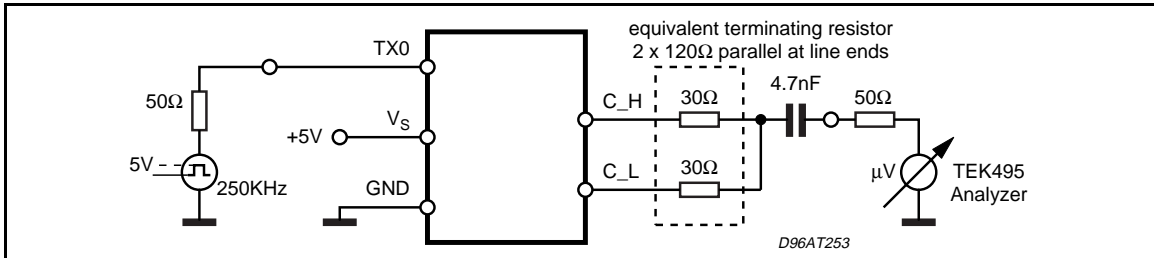 equivalent terminating resistor
2 x 120Ω parallel at line ends
TX0
4.7nF
50Ω
C_H
30Ω
50Ω
VS
+5V
C_L
30Ω
µV
TEK495
Analyzer
5V
250KHz
GND
D96AT253